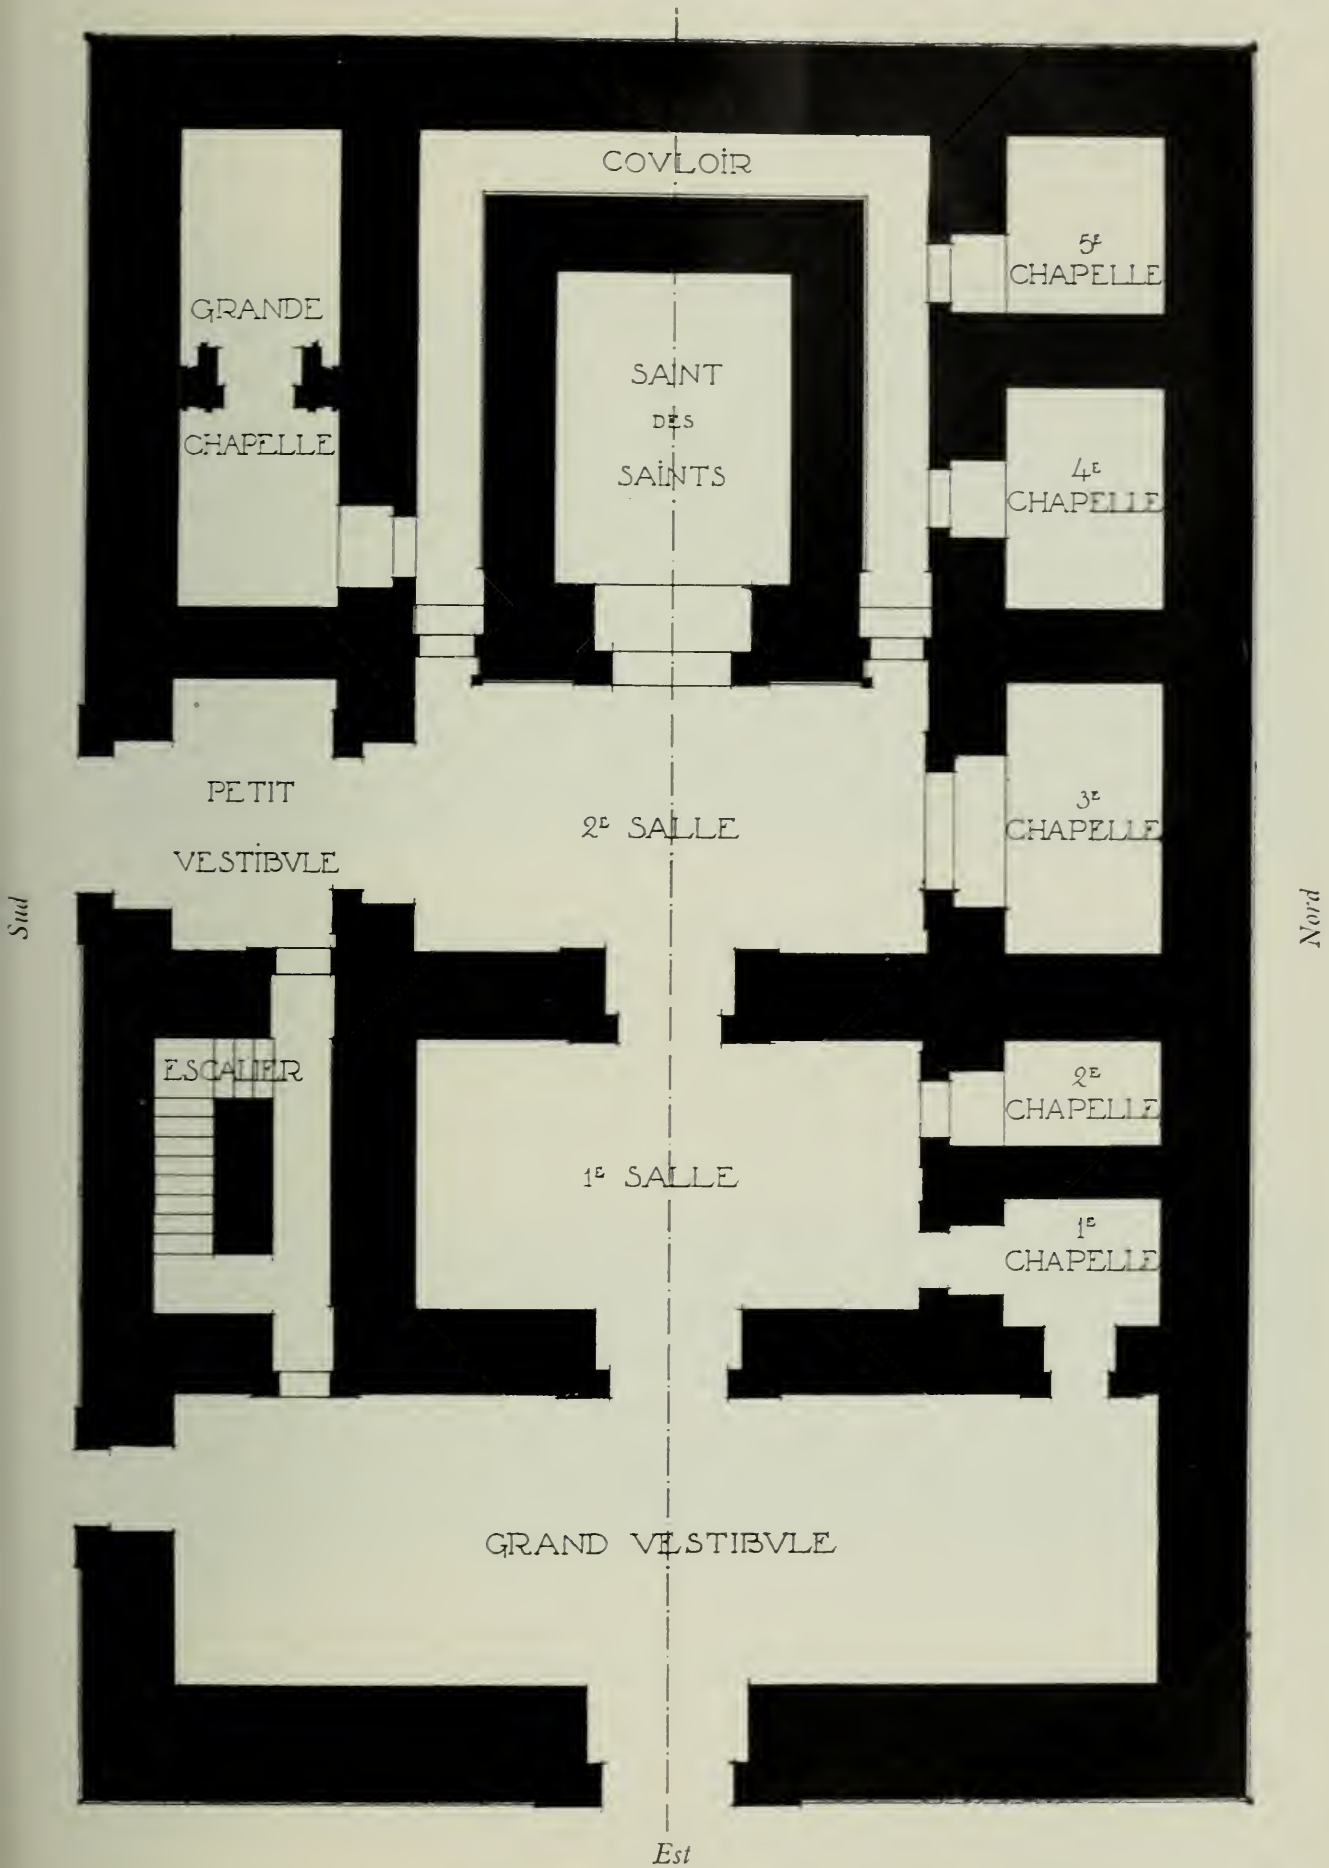 COVLOIR
5E
CHAPELLE
GRANDE
SAINT
DES
SAINTS
CHAPELLE
4E
CHAPELLE
PETIT
VESTIBVLE
2E SALLE
3E
CHAPELLE
Sud
Nord
ESCALIER
2E
CHAPELLE
1E SALLE
1E
CHAPELLE
GRAND VESTIBVLE
Est